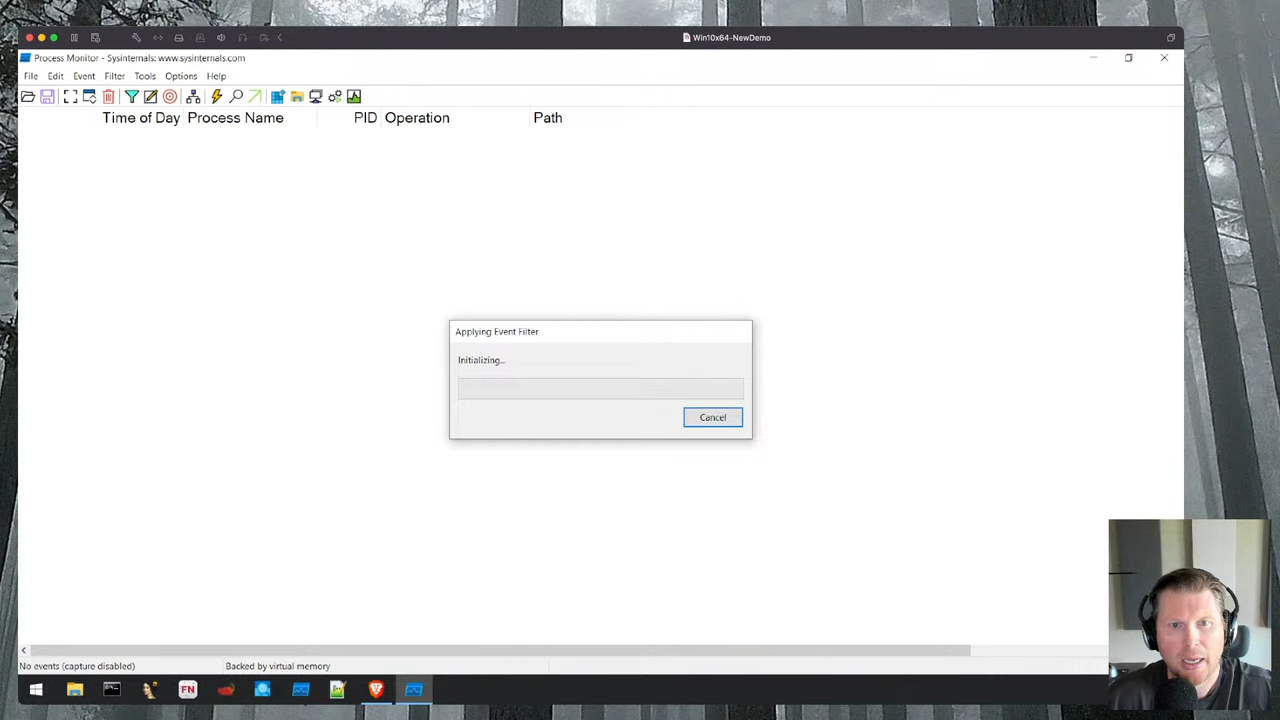 Win10x64-NewDemo
Process Monitor - Sysinternals: www.sysinternals.com
File Edit Event Filter Tools Options Help
Time of Day Process Name PID Operation Path
Applying Event Filter
Initializing...
Cancel
No events (capture disabled) Backed by virtual memory
FN